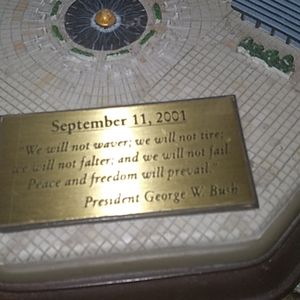 September 11, 2001
"We will not waver; we will not tire;
we will not falter; and we will not fail
Peace and freedom will prevail."
President George W. Bush